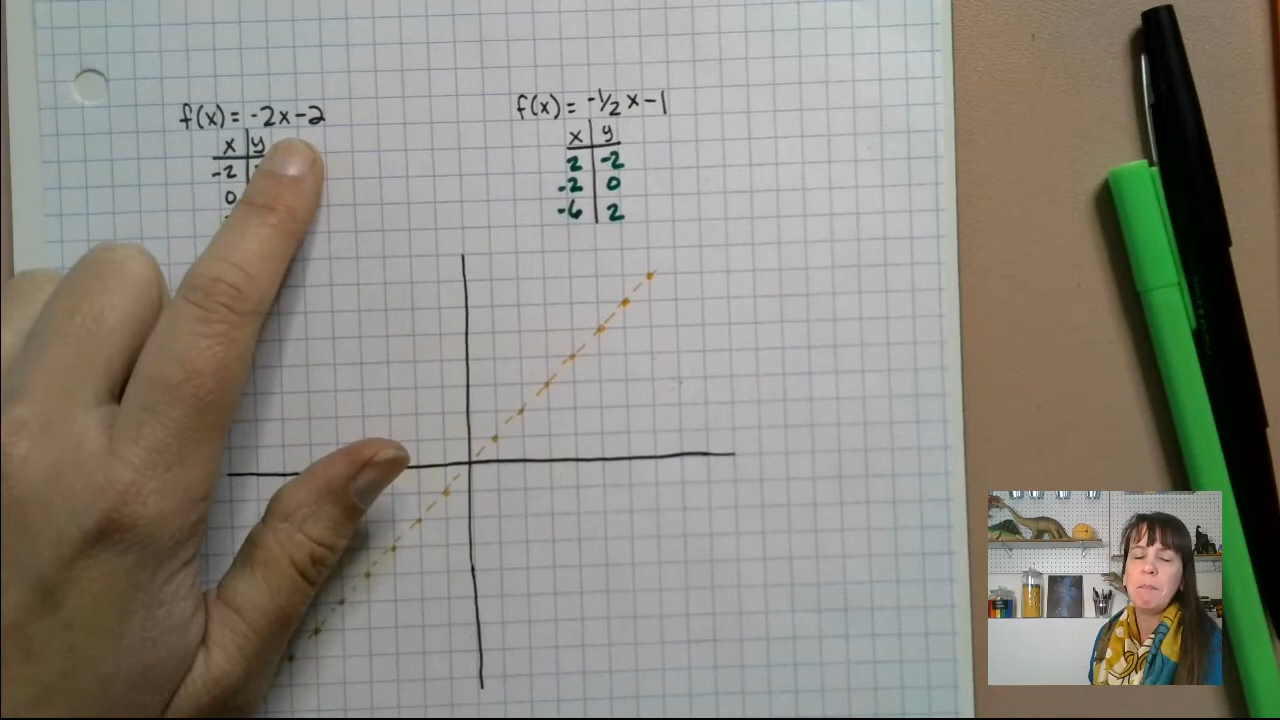 f(x) = -2x-2
x y
-2
0
f(x) = -1/2 x-1
x y
2 -2
-2 0
-6 2